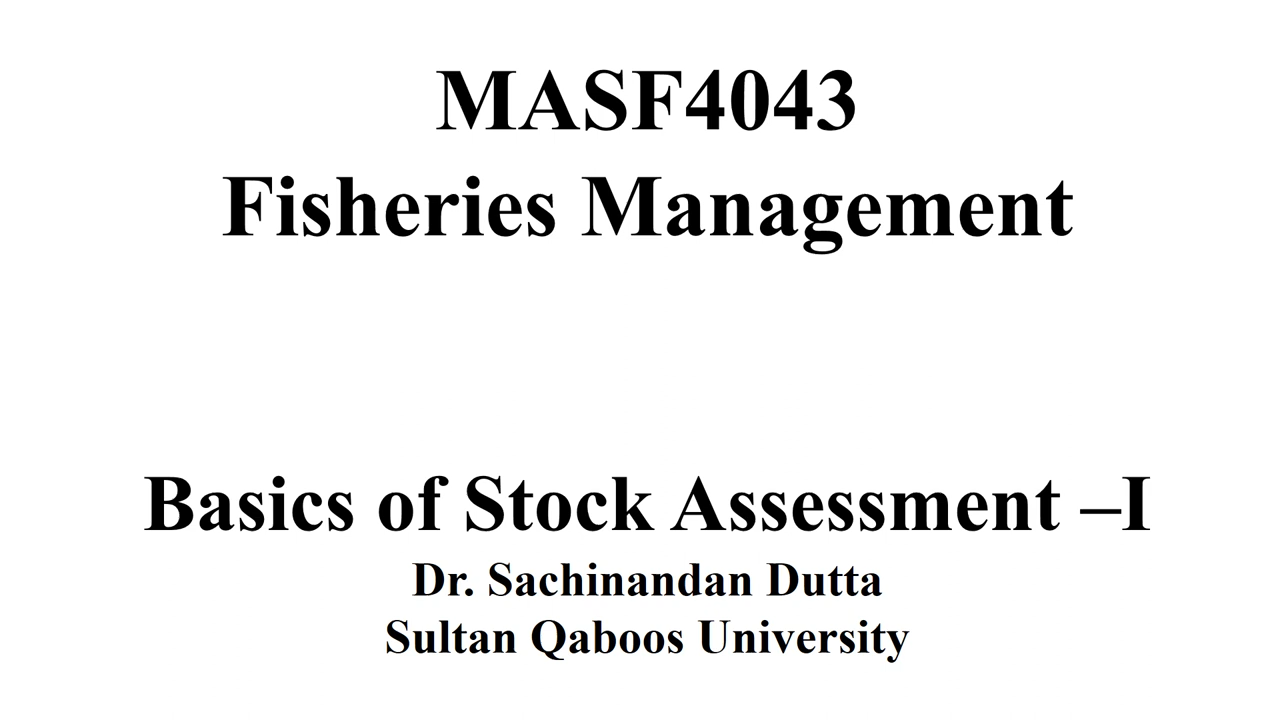 MASF4043
Fisheries Management
Basics of Stock Assessment –I
Dr. Sachinandan Dutta
Sultan Qaboos University